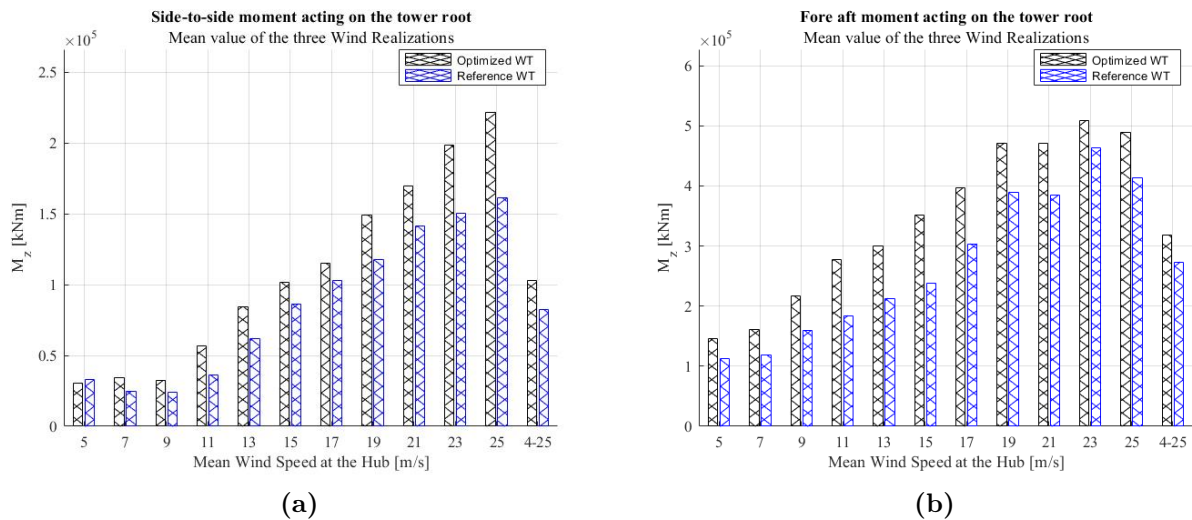 Side-to-side moment acting on the tower root
Mean value of the three Wind Realizations
×10⁵
Optimized WT
Reference WT
2.5
2
1.5
1
0.5
0
M_z [kNm]
5 7 9 11 13 15 17 19 21 23 25 4-25
Mean Wind Speed at the Hub [m/s]
(a)
Fore aft moment acting on the tower root
Mean value of the three Wind Realizations
×10⁵
Optimized WT
Reference WT
6
5
4
3
2
1
0
M_z [kNm]
5 7 9 11 13 15 17 19 21 23 25 4-25
Mean Wind Speed at the Hub [m/s]
(b)